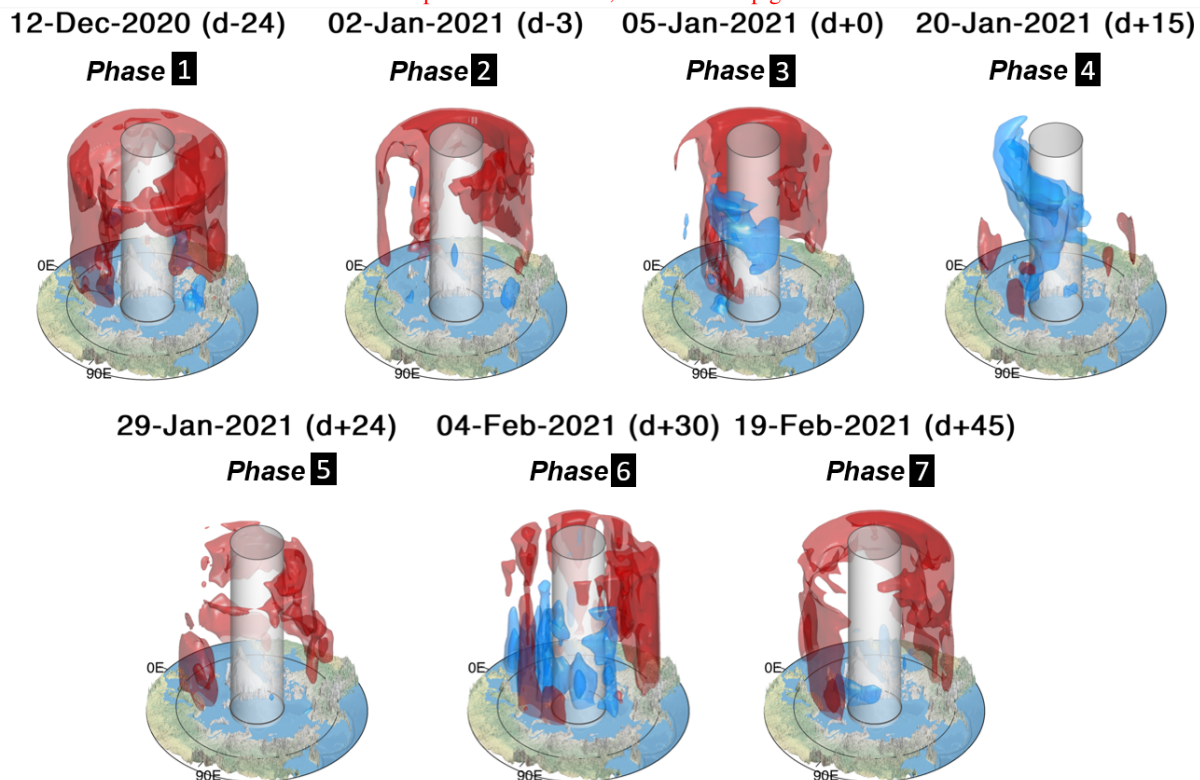 12-Dec-2020 (d-24) 02-Jan-2021 (d-3) 05-Jan-2021 (d+0) 20-Jan-2021 (d+15)
Phase 1 Phase 2 Phase 3 Phase 4
0E 0E 0E 0E
90E 90E 90E 90E
29-Jan-2021 (d+24) 04-Feb-2021 (d+30) 19-Feb-2021 (d+45)
Phase 5 Phase 6 Phase 7
0E 0E 0E
90E 90E 90E